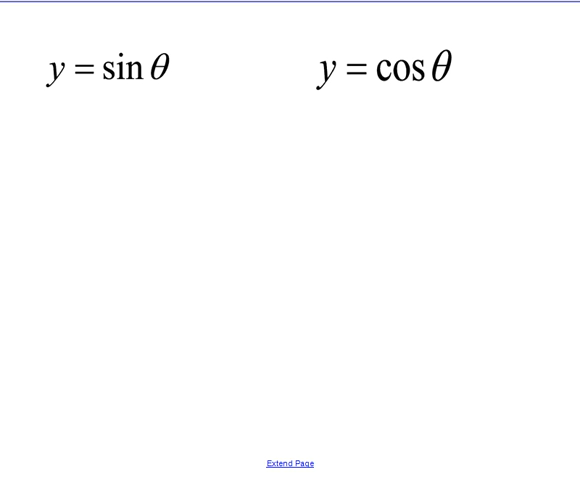 y = sin θ y = cos θ
Extend Page